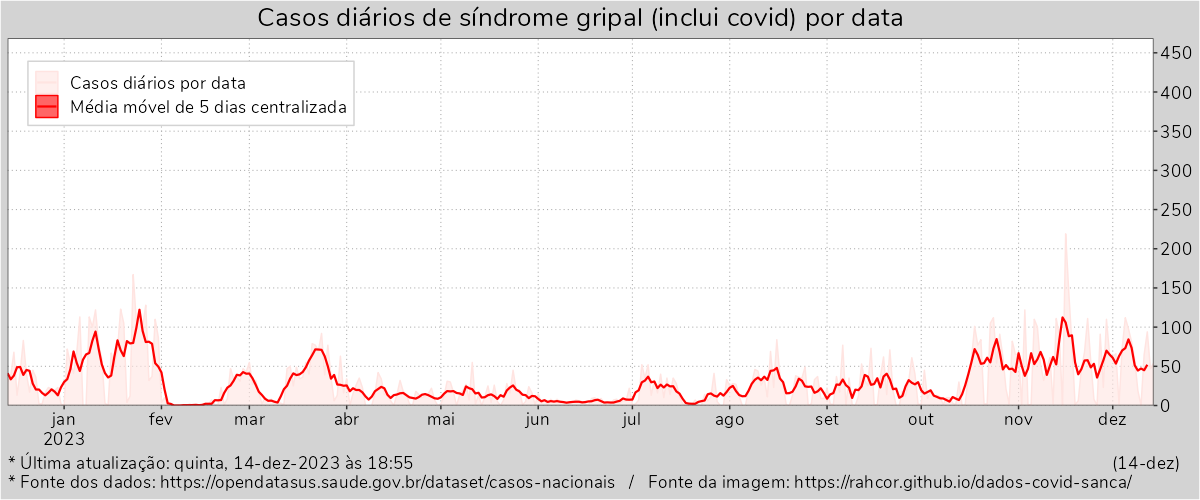 Casos diários de síndrome gripal (inclui covid) por data
Casos diários por data
Média móvel de 5 dias centralizada
450
400
350
300
250
200
150
100
50
0
jan fev mar abr mai jun jul ago set out nov dez
2023
* Última atualização: quinta, 14-dez-2023 às 18:55 (14-dez)
* Fonte dos dados: https://opendatasus.saude.gov.br/dataset/casos-nacionais / Fonte da imagem: https://rahcor.github.io/dados-covid-sanca/